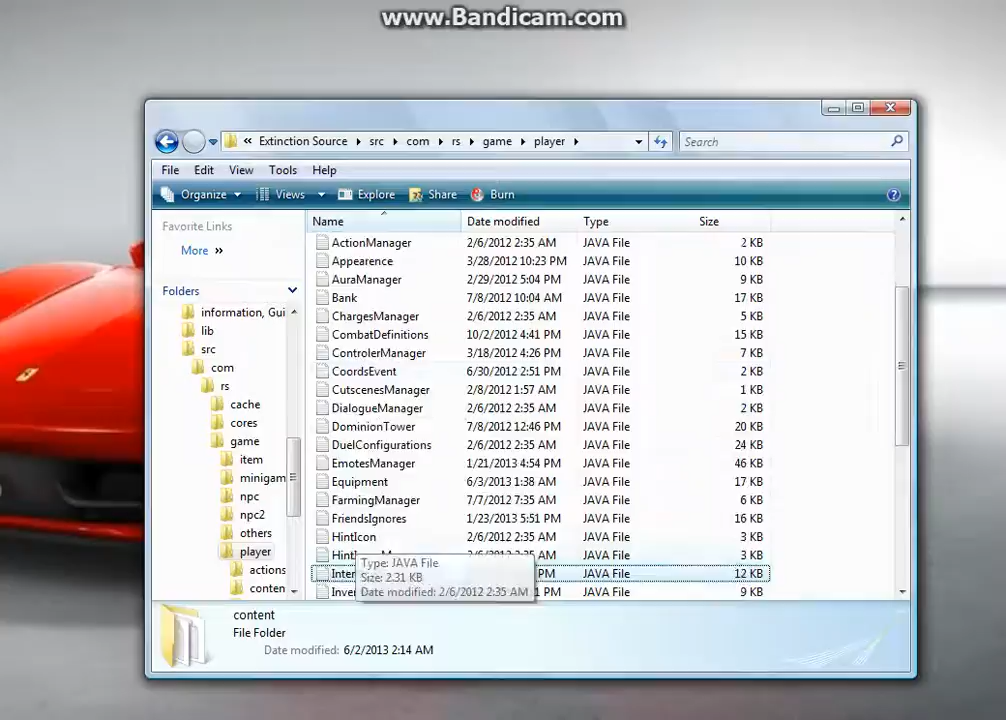 www.Bandicam.com
« Extinction Source ▸ src ▸ com ▸ rs ▸ game ▸ player ▸
Search
File Edit View Tools Help
Organize Views Explore Share Burn
Favorite Links
More »
Folders
information, Gui
lib
src
com
rs
cache
cores
game
item
minigam
npc
npc2
others
player
actions
conten
Name Date modified Type Size
ActionManager 2/6/2012 2:35 AM JAVA File 2 KB
Appearence 3/28/2012 10:23 PM JAVA File 10 KB
AuraManager 2/29/2012 5:04 PM JAVA File 9 KB
Bank 7/8/2012 10:04 AM JAVA File 17 KB
ChargesManager 2/6/2012 2:35 AM JAVA File 5 KB
CombatDefinitions 10/2/2012 4:41 PM JAVA File 15 KB
ControlerManager 3/18/2012 4:26 PM JAVA File 7 KB
CoordsEvent 6/30/2012 2:51 PM JAVA File 2 KB
CutscenesManager 2/8/2012 1:57 AM JAVA File 1 KB
DialogueManager 2/6/2012 2:35 AM JAVA File 2 KB
DominionTower 7/8/2012 12:46 PM JAVA File 20 KB
DuelConfigurations 2/6/2012 2:35 AM JAVA File 24 KB
EmotesManager 1/21/2013 4:54 PM JAVA File 46 KB
Equipment 6/3/2013 1:38 AM JAVA File 17 KB
FarmingManager 7/7/2012 7:35 AM JAVA File 6 KB
FriendsIgnores 1/23/2013 5:51 PM JAVA File 16 KB
HintIcon 2/6/2012 2:35 AM JAVA File 3 KB
AM JAVA File 3 KB
Inter PM JAVA File 12 KB
Inve PM JAVA File 9 KB
Type: JAVA File
Size: 2.31 KB
Date modified: 2/6/2012 2:35 AM
content
File Folder
Date modified: 6/2/2013 2:14 AM